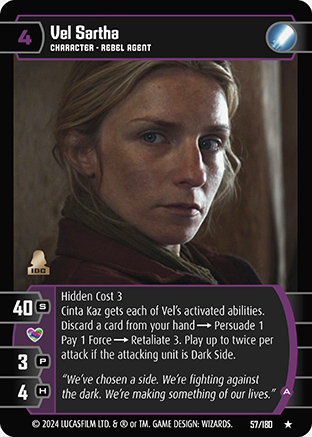 4
Vel Sartha
CHARACTER - REBEL AGENT
IDC
40 S
3 P
4 H
Hidden Cost 3
Cinta Kaz gets each of Vel's activated abilities.
Discard a card from your hand → Persuade 1
Pay 1 Force → Retaliate 3. Play up to twice per
attack if the attacking unit is Dark Side.
"We've chosen a side. We're fighting against
the dark. We're making something of our lives."
A
© 2024 LUCASFILM LTD. & ® or TM. GAME DESIGN: WIZARDS.
57/180 ★